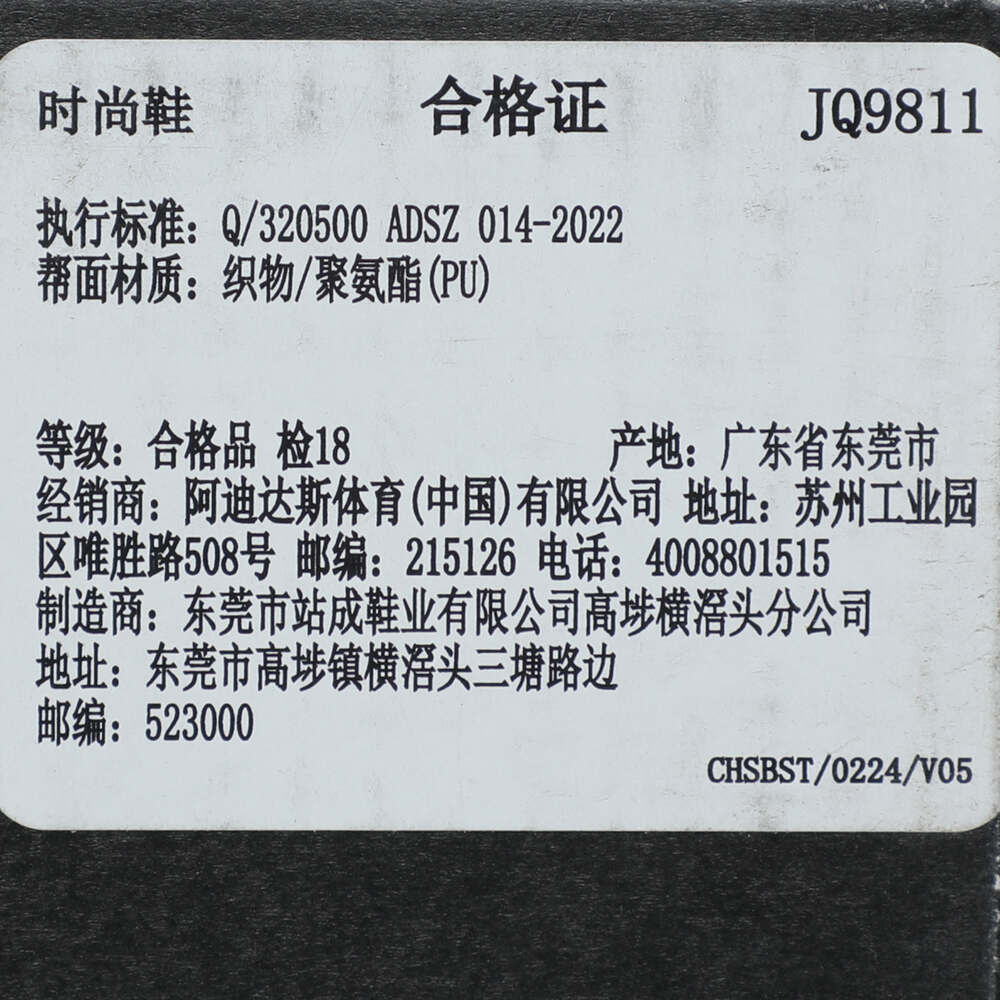 时尚鞋 合格证 JQ9811
执行标准：Q/320500 ADSZ 014-2022
帮面材质：织物/聚氨酯(PU)
等级：合格品 检18 产地：广东省东莞市
经销商：阿迪达斯体育(中国)有限公司 地址：苏州工业园
区唯胜路508号 邮编：215126 电话：4008801515
制造商：东莞市站成鞋业有限公司高埗横滘头分公司
地址：东莞市高埗镇横滘头三塘路边
邮编：523000
CHSBST/0224/V05